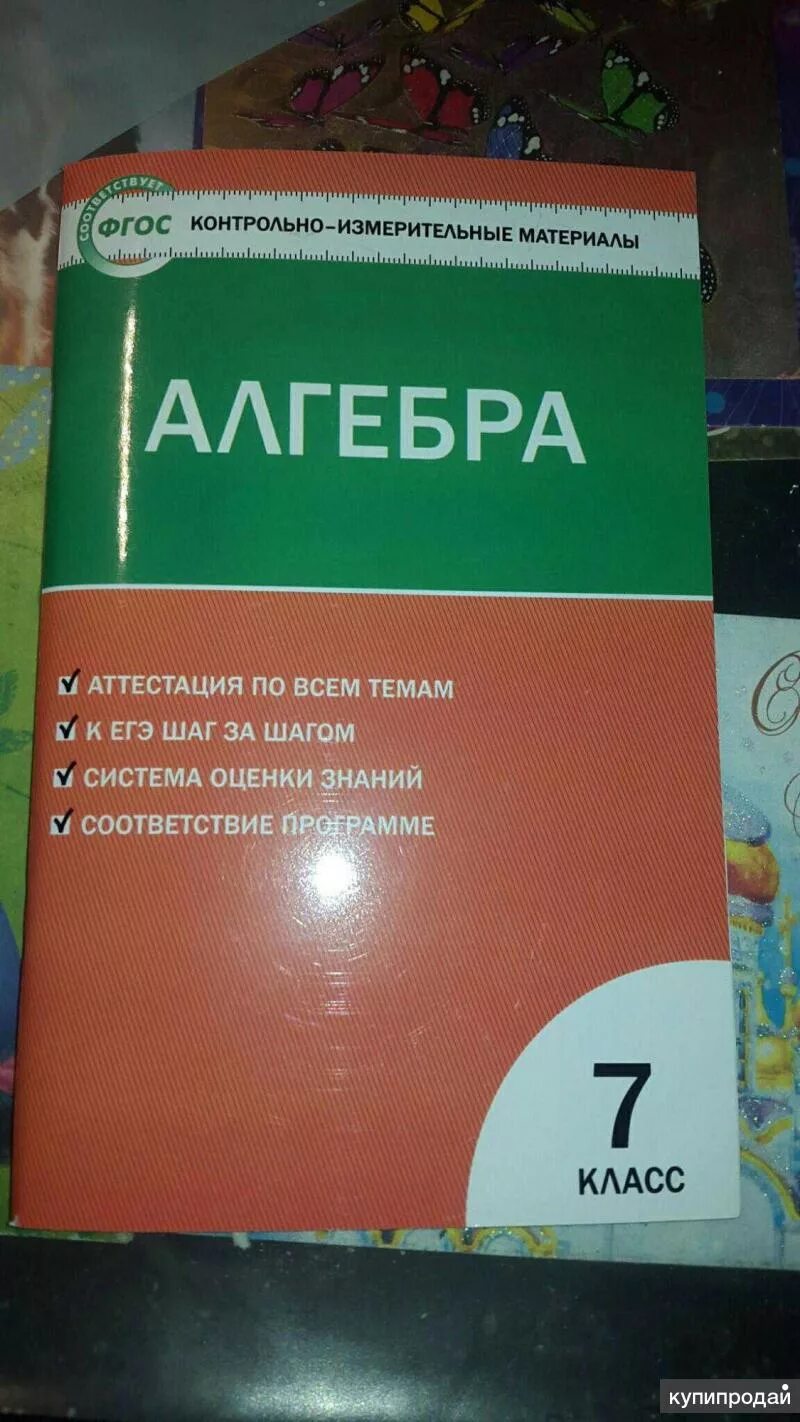 СООТВЕТСТВУЕТ
ФГОС
КОНТРОЛЬНО-ИЗМЕРИТЕЛЬНЫЕ МАТЕРИАЛЫ
АЛГЕБРА
АТТЕСТАЦИЯ ПО ВСЕМ ТЕМАМ
К ЕГЭ ШАГ ЗА ШАГОМ
СИСТЕМА ОЦЕНКИ ЗНАНИЙ
СООТВЕТСТВИЕ ПРОГРАММЕ
7
КЛАСС
купипродай